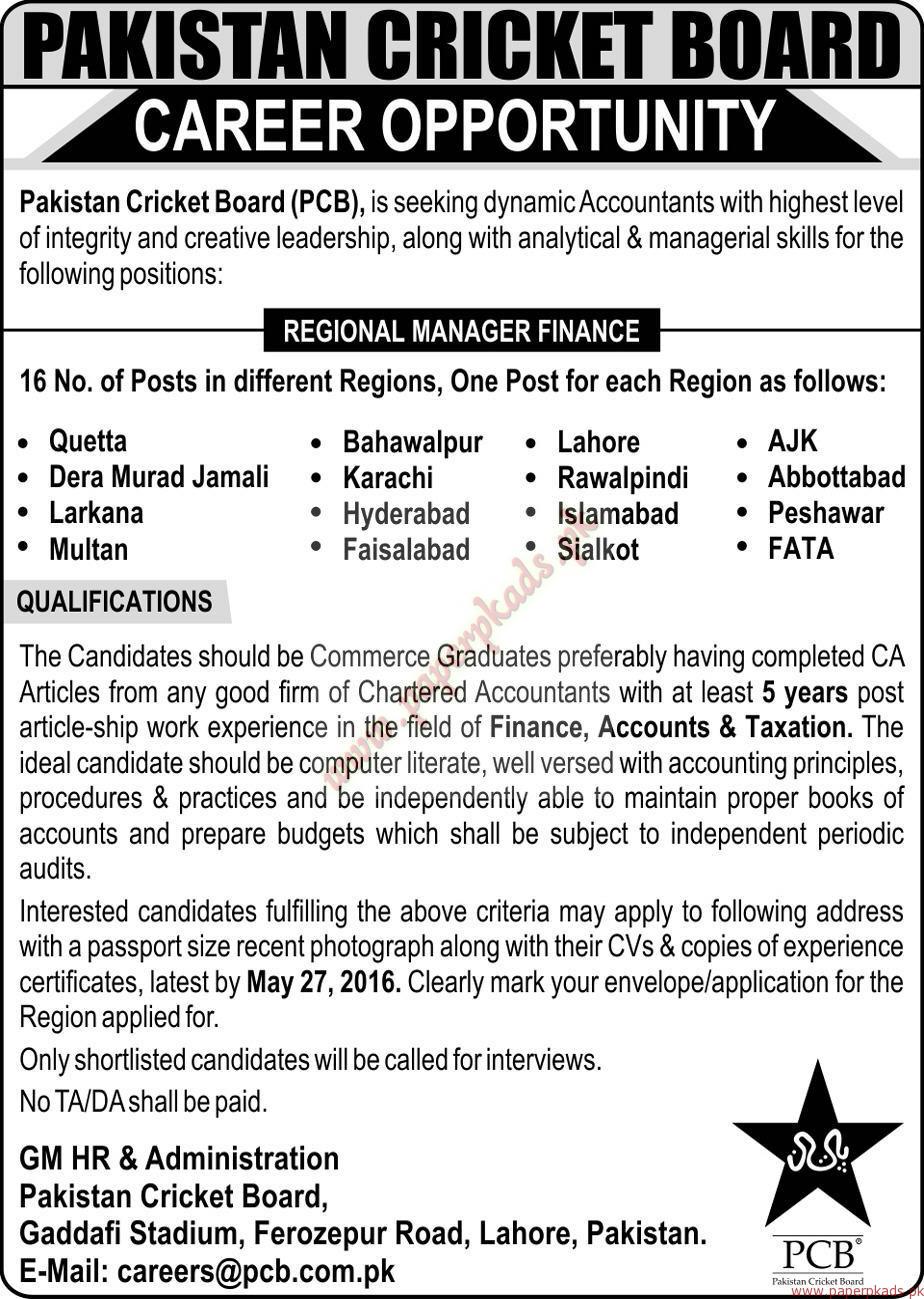 PAKISTAN CRICKET BOARD
CAREER OPPORTUNITY
Pakistan Cricket Board (PCB), is seeking dynamic Accountants with highest level
of integrity and creative leadership, along with analytical & managerial skills for the
following positions:
REGIONAL MANAGER FINANCE
16 No. of Posts in different Regions, One Post for each Region as follows:
• Quetta
• Dera Murad Jamali
• Larkana
• Multan
• Bahawalpur
• Karachi
• Hyderabad
• Faisalabad
• Lahore
• Rawalpindi
• Islamabad
• Sialkot
• AJK
• Abbottabad
• Peshawar
• FATA
QUALIFICATIONS
The Candidates should be Commerce Graduates preferably having completed CA
Articles from any good firm of Chartered Accountants with at least 5 years post
article-ship work experience in the field of Finance, Accounts & Taxation. The
ideal candidate should be computer literate, well versed with accounting principles,
procedures & practices and be independently able to maintain proper books of
accounts and prepare budgets which shall be subject to independent periodic
audits.
Interested candidates fulfilling the above criteria may apply to following address
with a passport size recent photograph along with their CVs & copies of experience
certificates, latest by May 27, 2016. Clearly mark your envelope/application for the
Region applied for.
Only shortlisted candidates will be called for interviews.
No TA/DA shall be paid.
GM HR & Administration
Pakistan Cricket Board,
Gaddafi Stadium, Ferozepur Road, Lahore, Pakistan.
E-Mail: careers@pcb.com.pk
PCB®
Pakistan Cricket Board
www.paperpkads.pk
www.paperpkads.pk